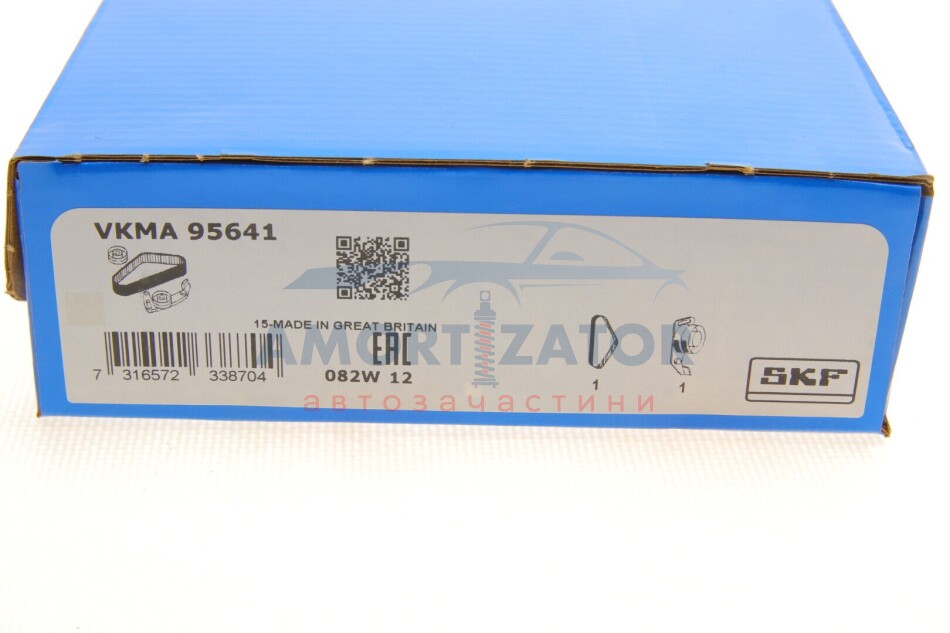 VKMA 95641
15-MADE IN GREAT BRITAIN
EAC
7 316572 338704
082W 12
1
1
SKF
AMORTIZATOR
автозачастини